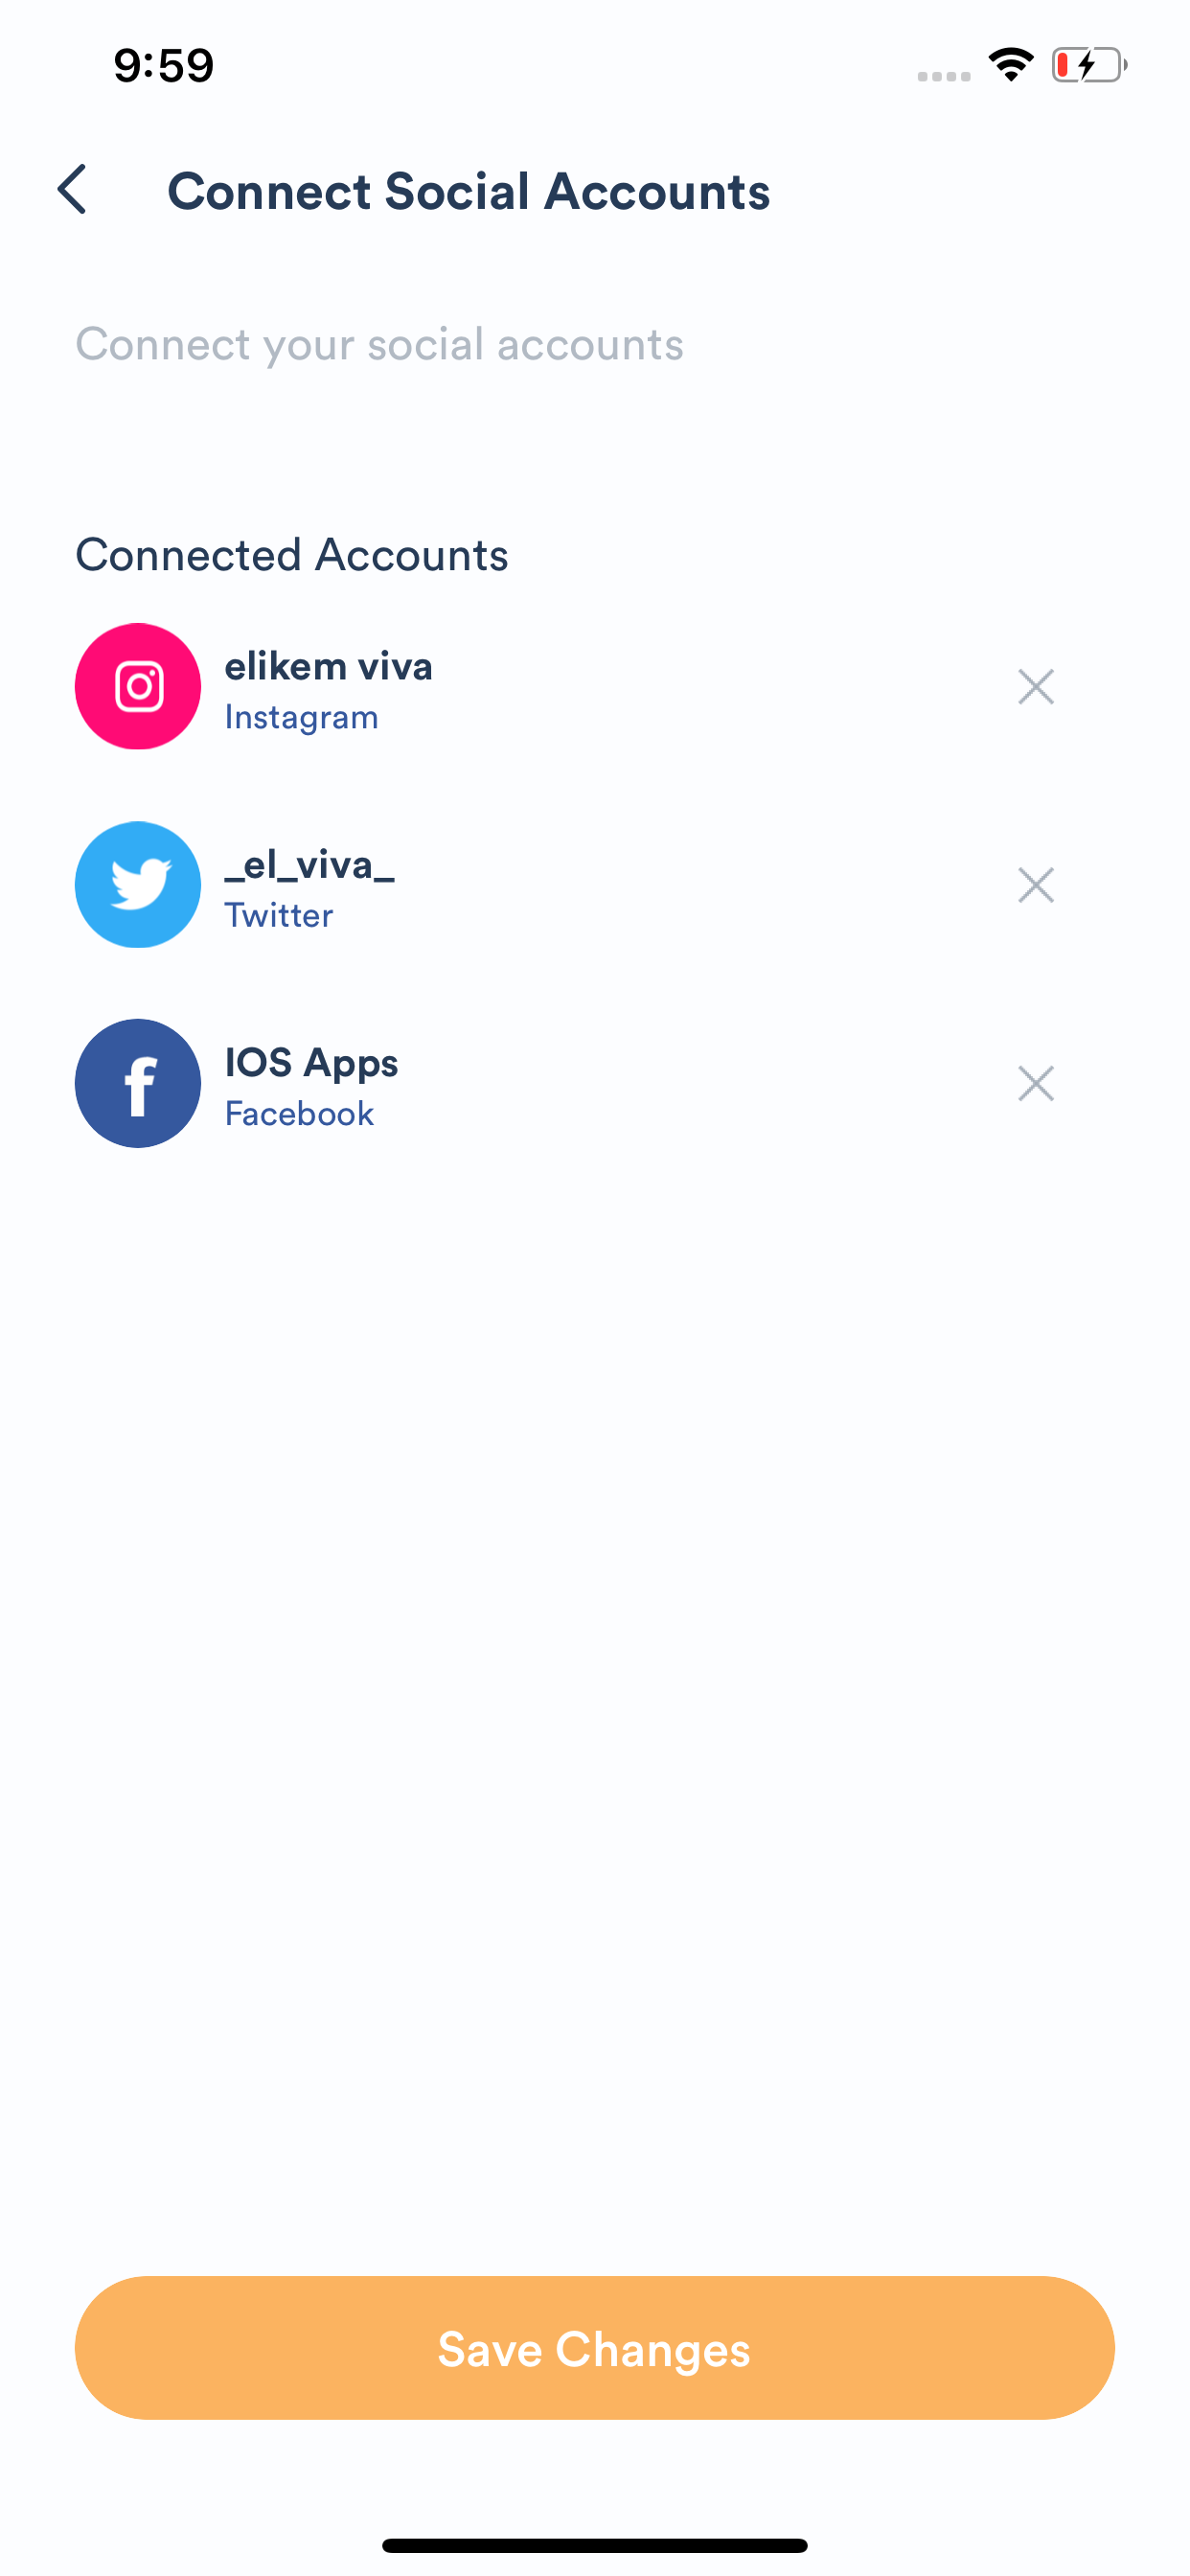 9:59
Connect Social Accounts
Connect your social accounts
Connected Accounts
elikem viva
Instagram
_el_viva_
Twitter
IOS Apps
Facebook
Save Changes